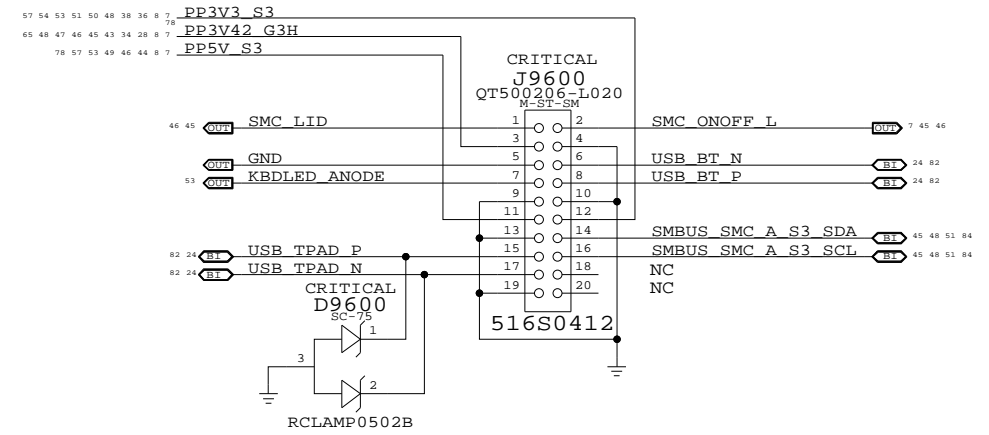 57 54 53 51 50 48 38 36 8 7 PP3V3_S3
78
65 48 47 46 45 43 34 28 8 7 PP3V42_G3H
78 57 53 49 46 44 8 7 PP5V_S3
CRITICAL
J9600
QT500206-L020
M-ST-SM
46 45 OUT SMC_LID 1 2 SMC_ONOFF_L OUT 7 45 46
3 4
OUT GND 5 6 USB_BT_N BI 24 82
53 OUT KBDLED_ANODE 7 8 USB_BT_P BI 24 82
9 10
11 12
13 14 SMBUS_SMC_A_S3_SDA BI 45 48 51 84
82 24 BI USB_TPAD_P 15 16 SMBUS_SMC_A_S3_SCL BI 45 48 51 84
82 24 BI USB_TPAD_N 17 18 NC
19 20 NC
CRITICAL
D9600
SC-75
516S0412
1
3
2
RCLAMP0502B